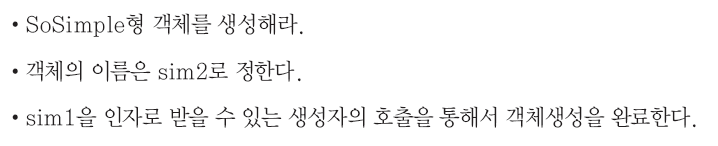 • SoSimple형 객체를 생성해라.
• 객체의 이름은 sim2로 정한다.
• sim1을 인자로 받을 수 있는 생성자의 호출을 통해서 객체생성을 완료한다.